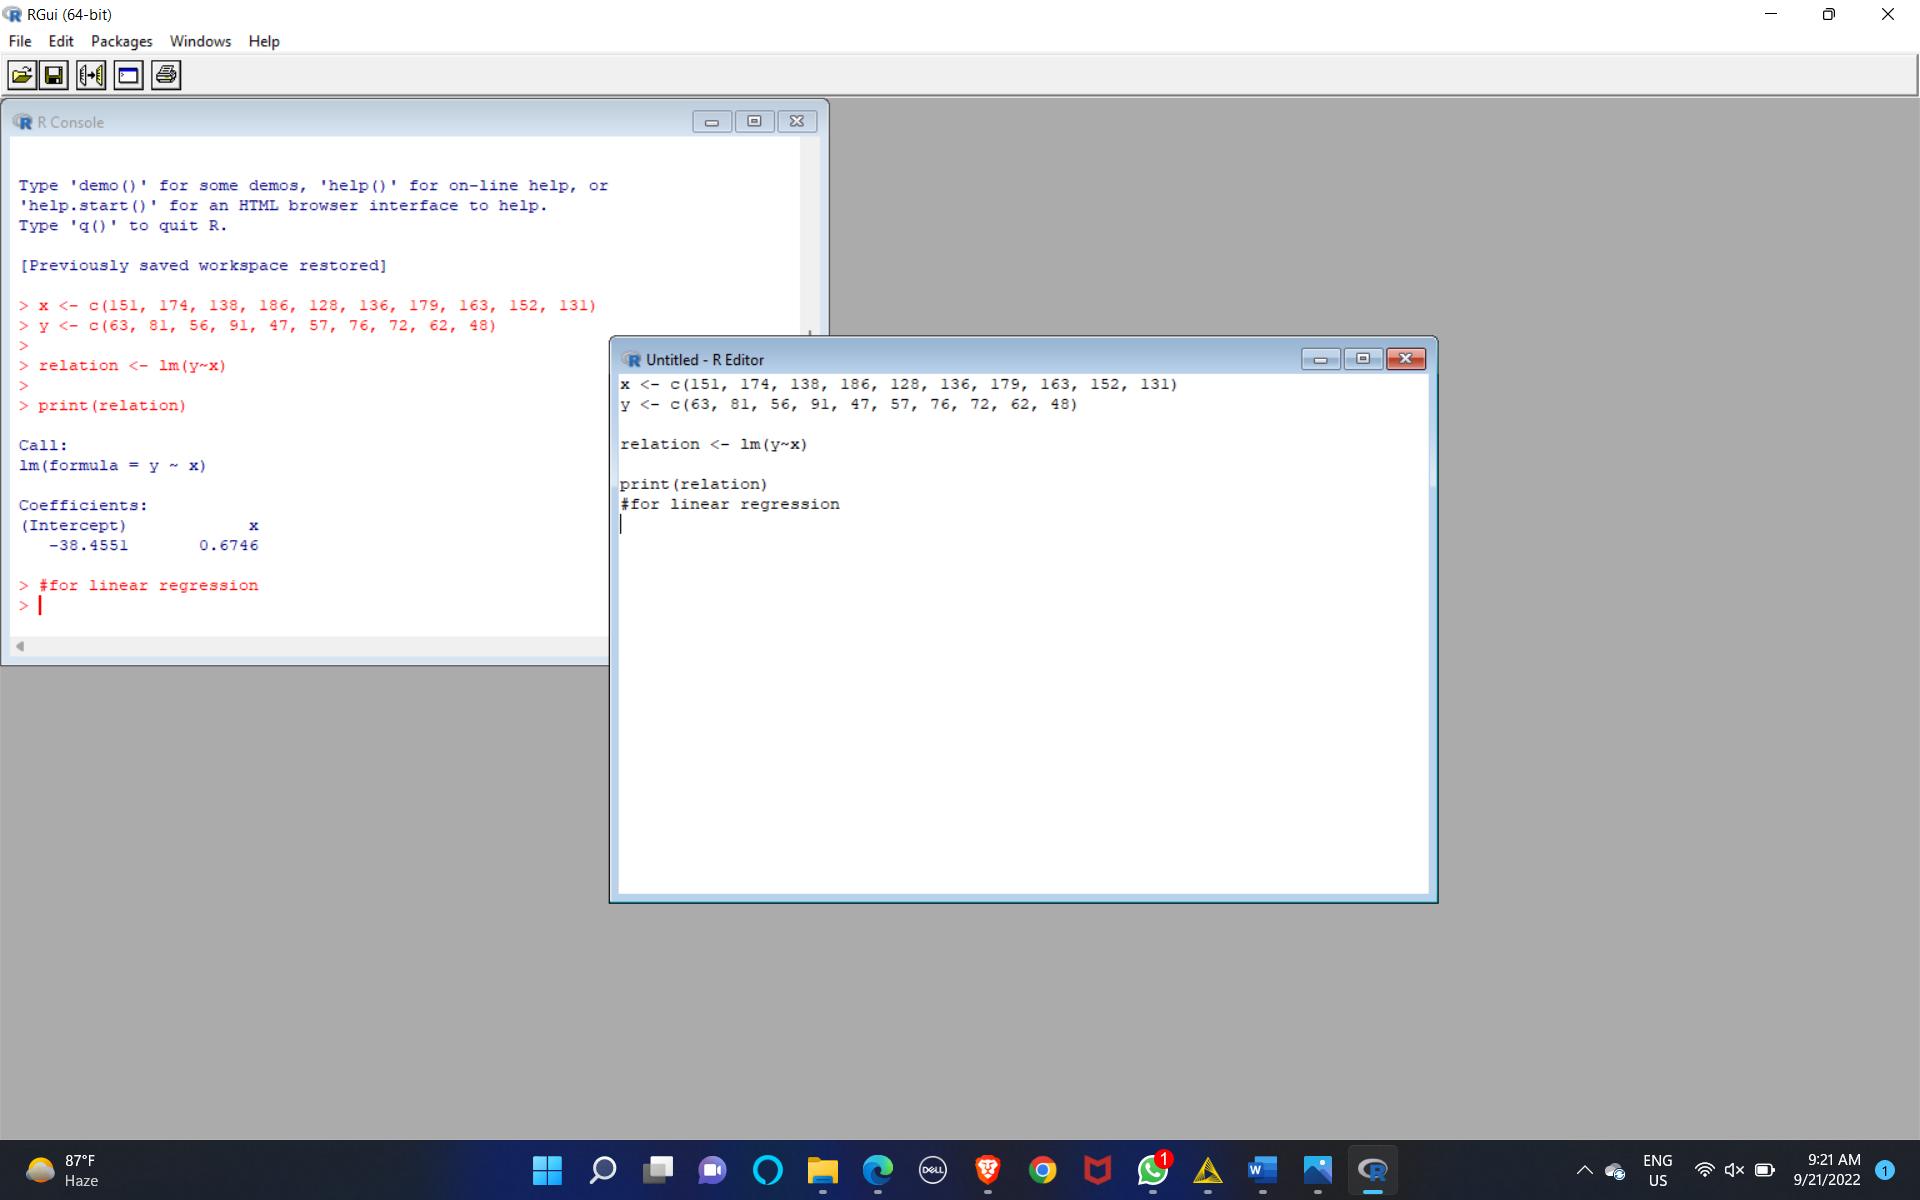 RGui (64-bit)
File Edit Packages Windows Help
R Console
Type 'demo()' for some demos, 'help()' for on-line help, or
'help.start()' for an HTML browser interface to help.
Type 'q()' to quit R.
[Previously saved workspace restored]
> x <- c(151, 174, 138, 186, 128, 136, 179, 163, 152, 131)
> y <- c(63, 81, 56, 91, 47, 57, 76, 72, 62, 48)
>
> relation <- lm(y~x)
>
> print(relation)
Call:
lm(formula = y ~ x)
Coefficients:
(Intercept) x
-38.4551 0.6746
> #for linear regression
>
Untitled - R Editor
x <- c(151, 174, 138, 186, 128, 136, 179, 163, 152, 131)
y <- c(63, 81, 56, 91, 47, 57, 76, 72, 62, 48)
relation <- lm(y~x)
print(relation)
#for linear regression
87°F
Haze
DELL
1
W
R
ENG
US
9:21 AM
9/21/2022
1